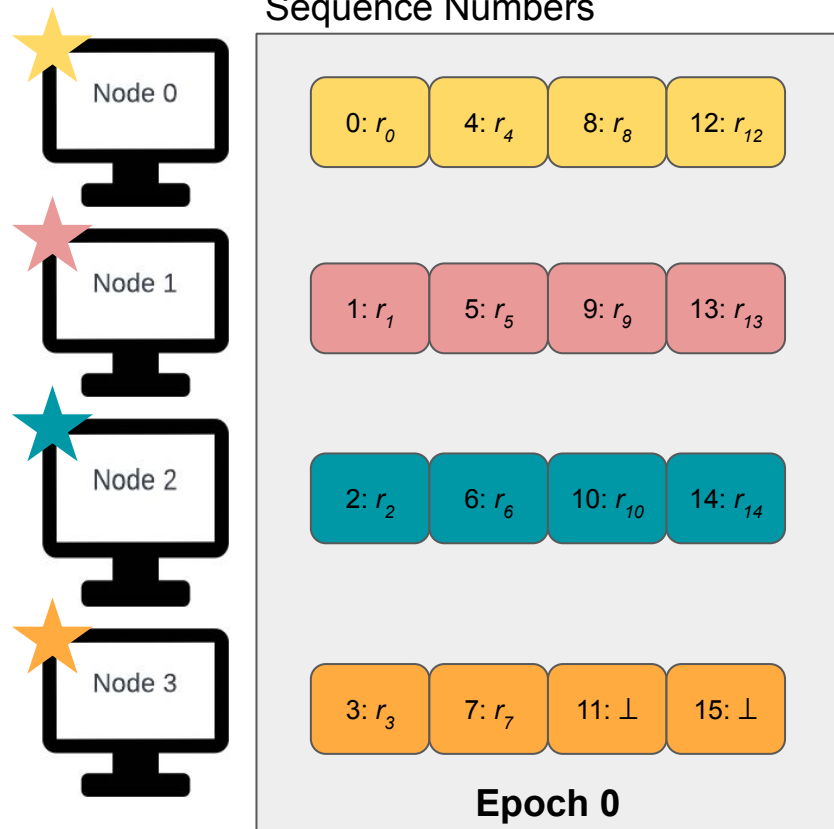 Sequence Numbers
Node 0
0: r₀ 4: r₄ 8: r₈ 12: r₁₂
Node 1
1: r₁ 5: r₅ 9: r₉ 13: r₁₃
Node 2
2: r₂ 6: r₆ 10: r₁₀ 14: r₁₄
Node 3
3: r₃ 7: r₇ 11: ⊥ 15: ⊥
Epoch 0